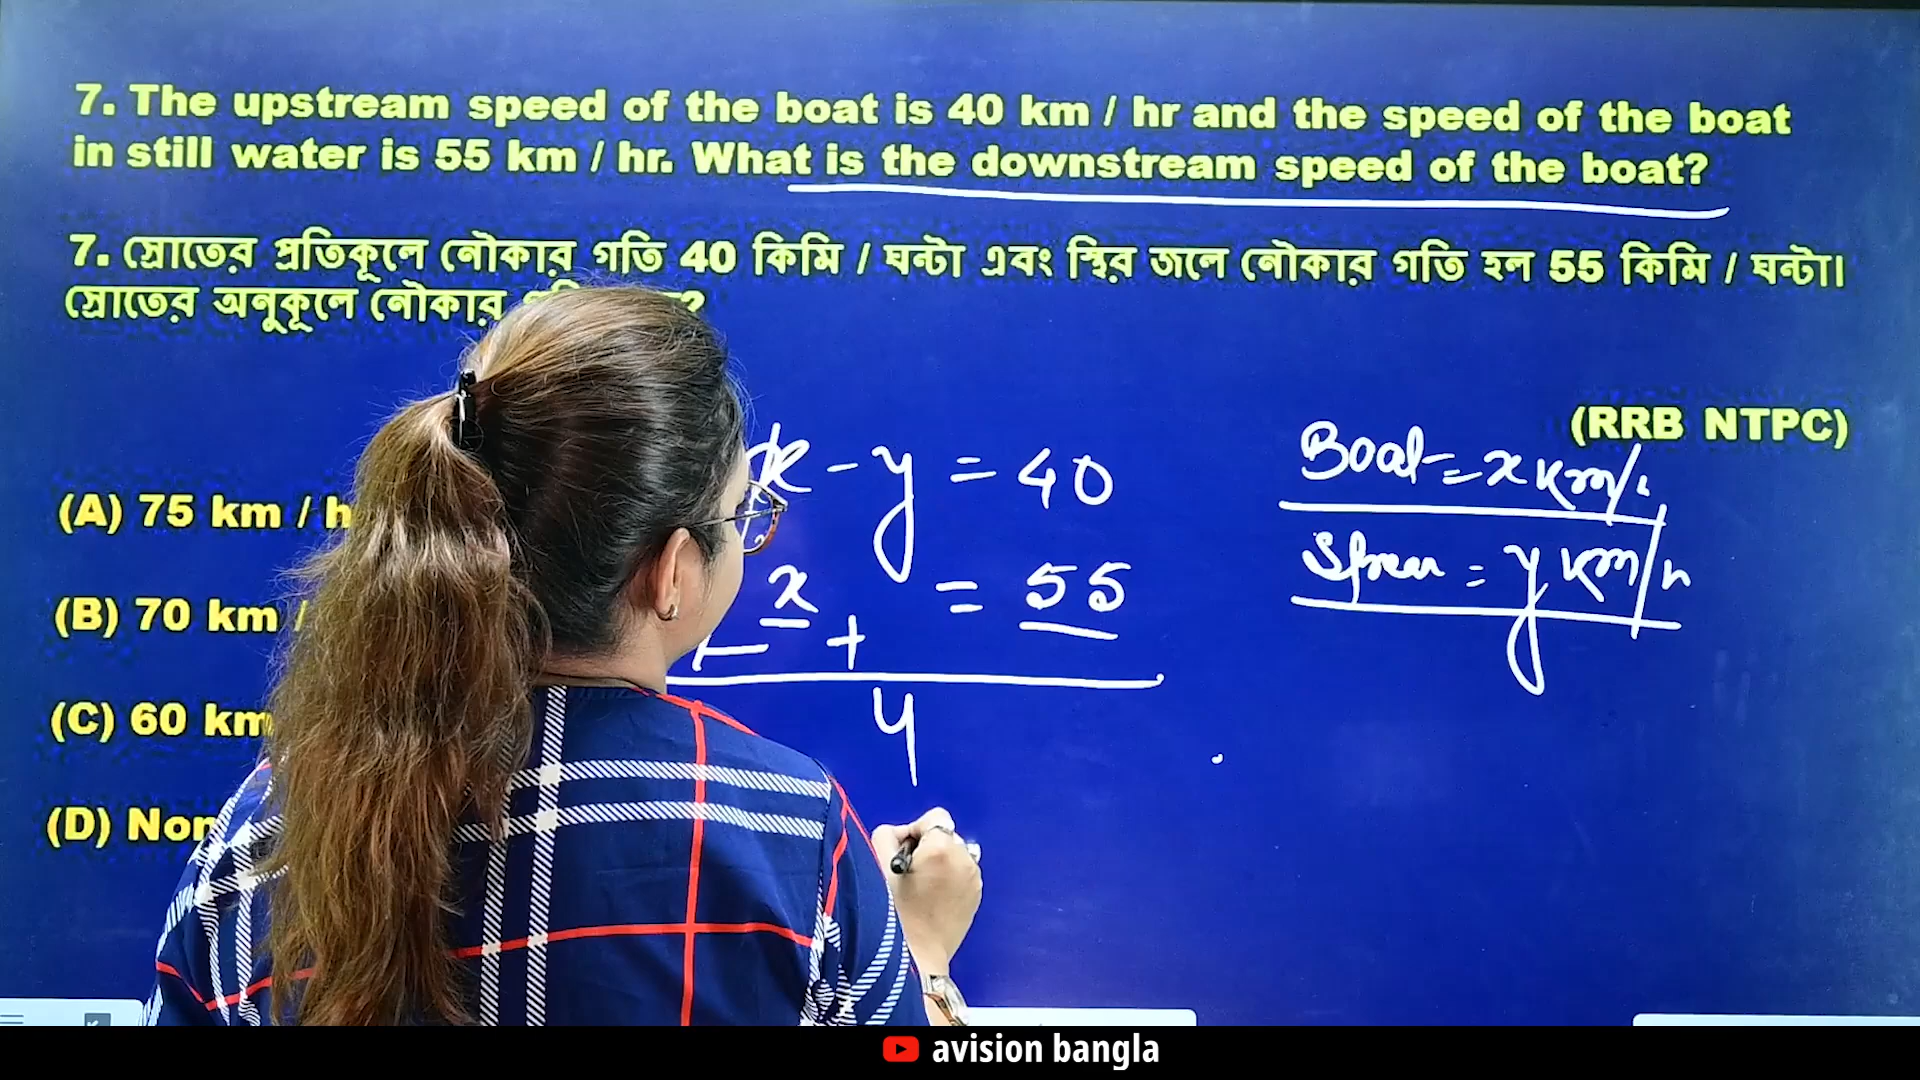 7. The upstream speed of the boat is 40 km / hr and the speed of the boat
in still water is 55 km / hr. What is the downstream speed of the boat?
7. স্রোতের প্রতিকূলে নৌকার গতি 40 কিমি / ঘন্টা এবং স্থির জলে নৌকার গতি হল 55 কিমি / ঘন্টা।
স্রোতের অনুকূলে নৌকার
(RRB NTPC)
(A) 75 km / h
(B) 70 km /
(C) 60 km
(D) Non
x - y = 40
x = 55
- +
y
Boat = x km/h
= y km/h
avision bangla